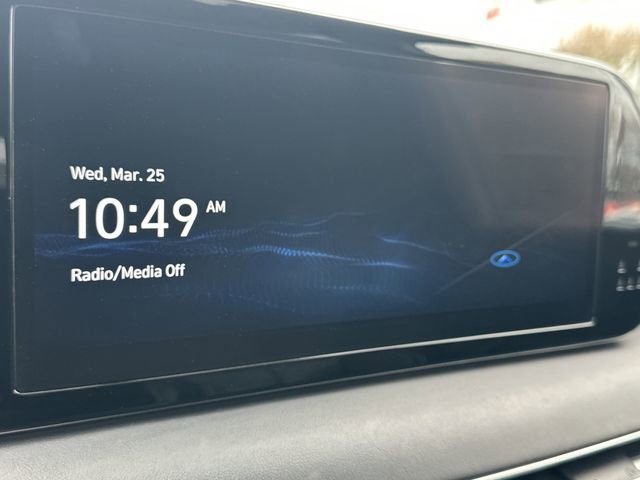 Wed, Mar. 25
10:49 AM
Radio/Media Off